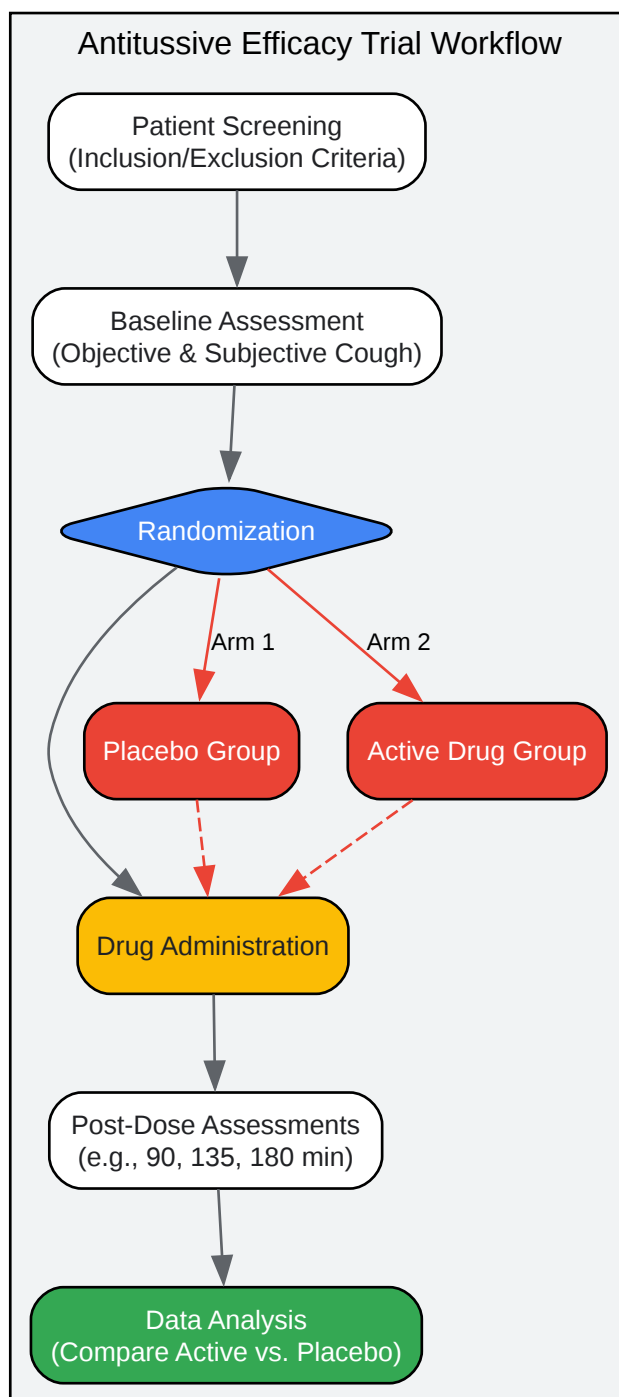 Antitussive Efficacy Trial Workflow
Patient Screening
(Inclusion/Exclusion Criteria)
Baseline Assessment
(Objective & Subjective Cough)
Randomization
Arm 1
Arm 2
Placebo Group
Active Drug Group
Drug Administration
Post-Dose Assessments
(e.g., 90, 135, 180 min)
Data Analysis
(Compare Active vs. Placebo)